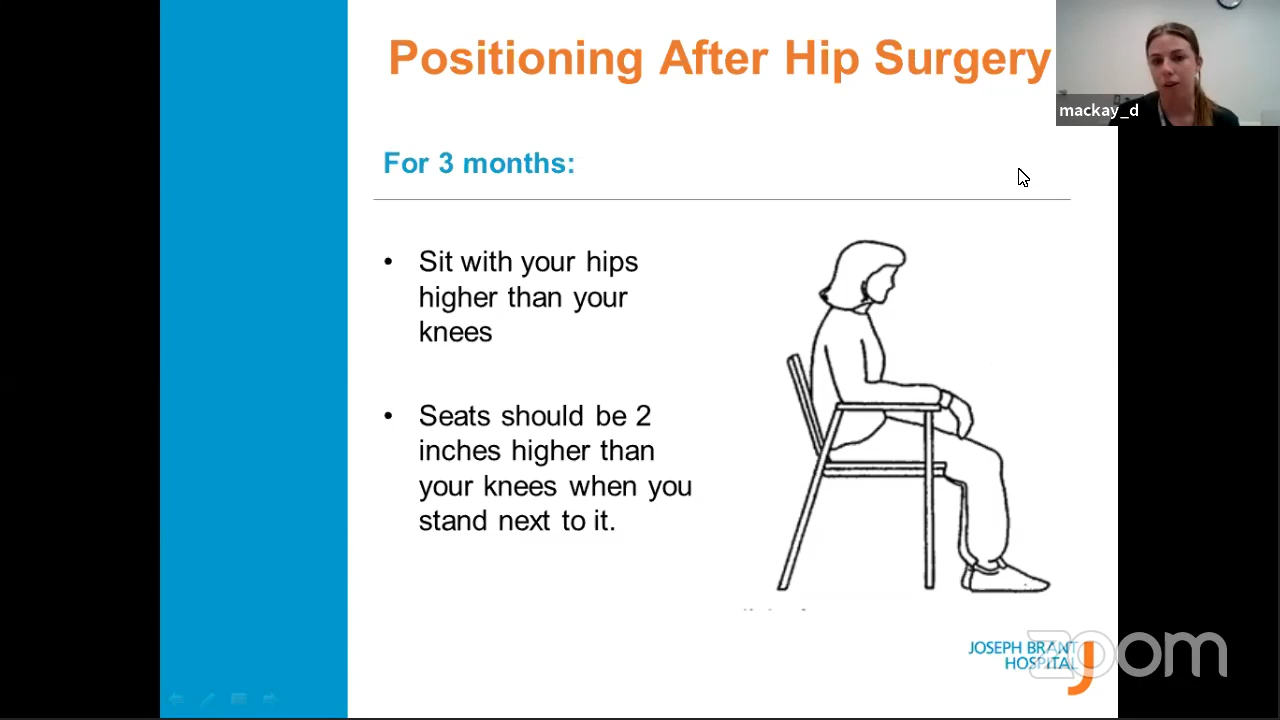 Positioning After Hip Surgery
mackay_d
For 3 months:
• Sit with your hips
higher than your
knees
• Seats should be 2
inches higher than
your knees when you
stand next to it.
JOSEPH BRANT
HOSPITAL
zoom